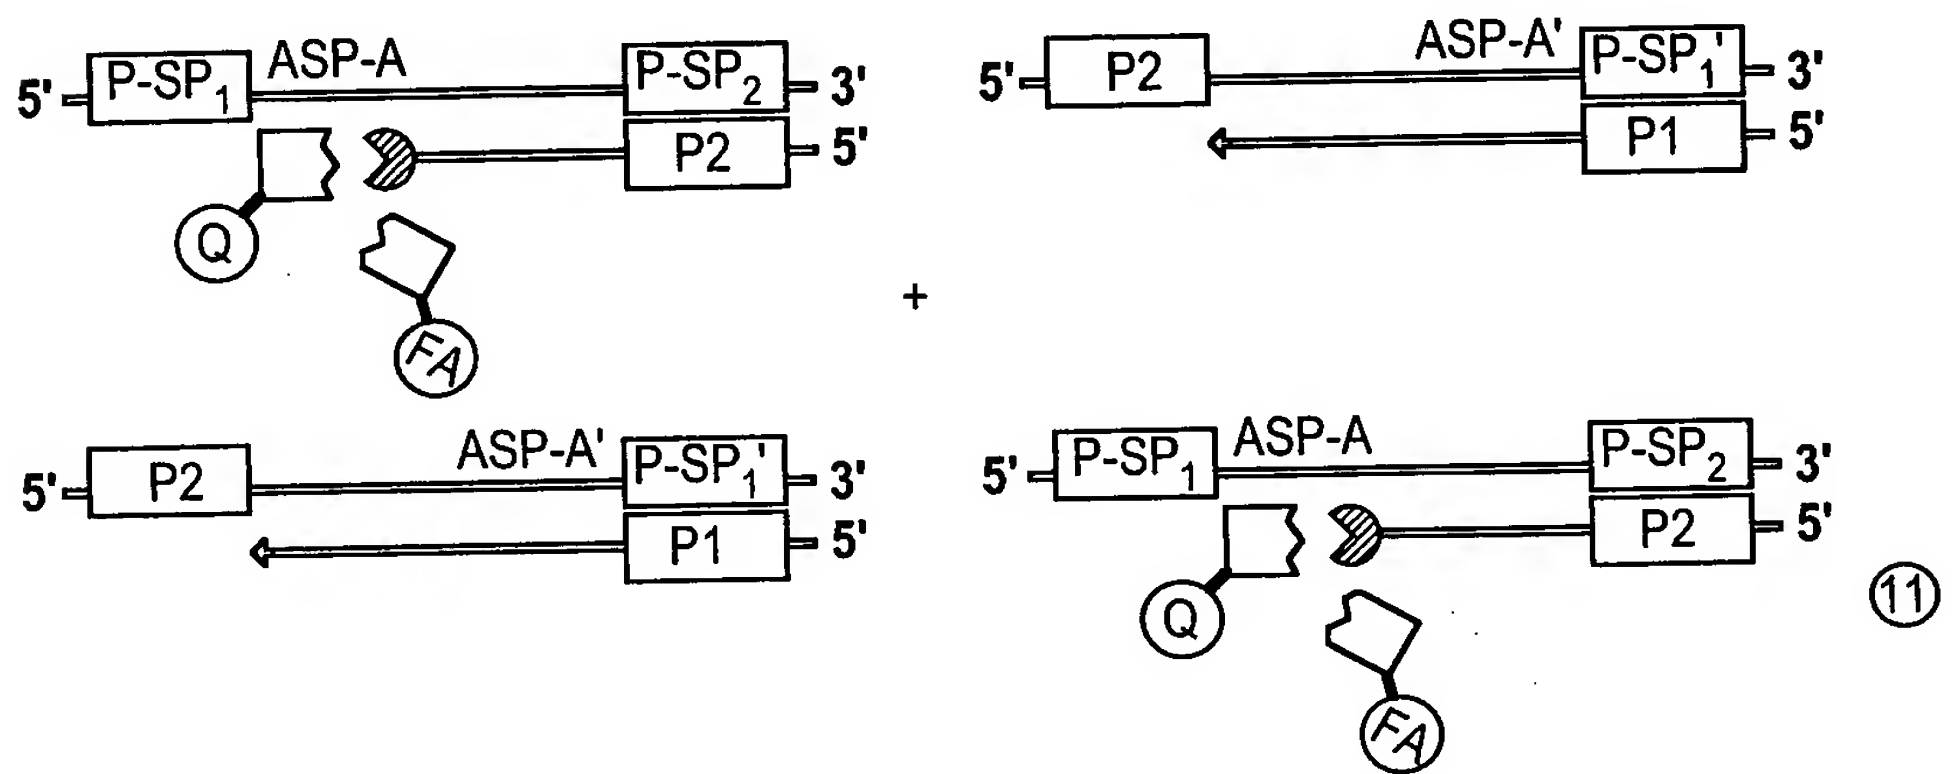 5' P-SP1 ASP-A P-SP2 3'
P2 5'
Q
FA
5' P2 ASP-A' P-SP1' 3'
P1 5'
+
5' P2 ASP-A' P-SP1' 3'
P1 5'
5' P-SP1 ASP-A P-SP2 3'
P2 5'
Q
FA
11